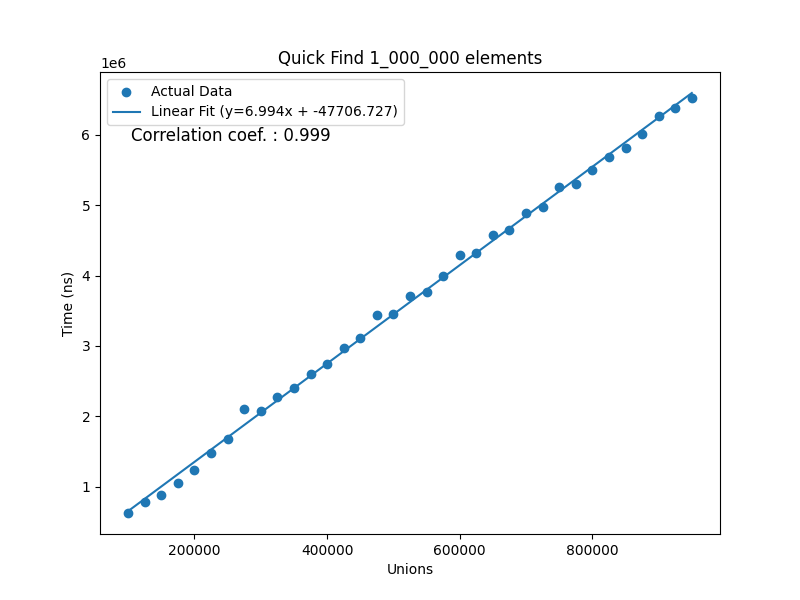 Quick Find 1_000_000 elements
1e6
Actual Data
Linear Fit (y=6.994x + -47706.727)
Correlation coef. : 0.999
6
5
4
3
2
1
Time (ns)
200000 400000 600000 800000
Unions